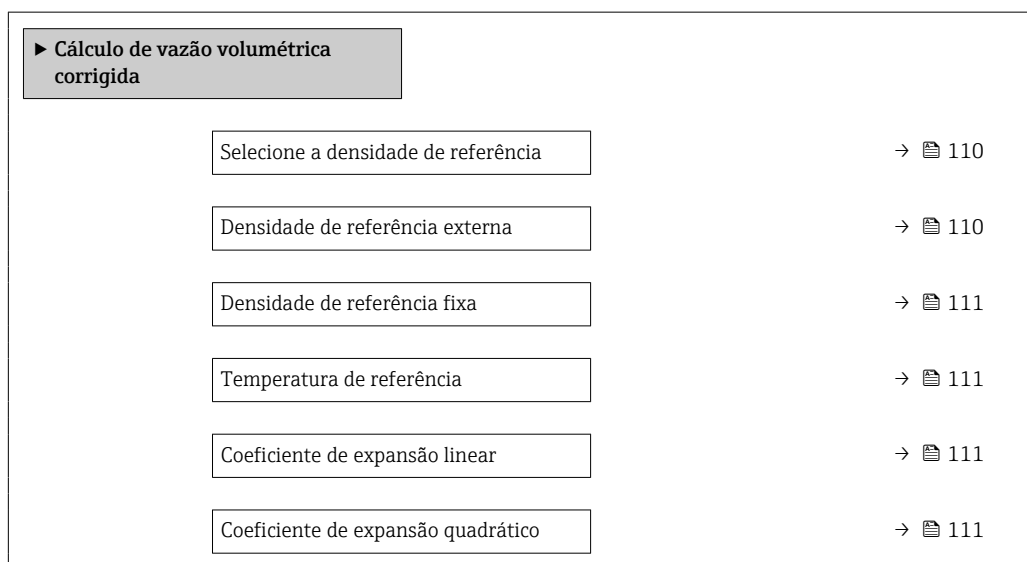 ▶ Cálculo de vazão volumétrica
corrigida
Selecione a densidade de referência → 110
Densidade de referência externa → 110
Densidade de referência fixa → 111
Temperatura de referência → 111
Coeficiente de expansão linear → 111
Coeficiente de expansão quadrático → 111